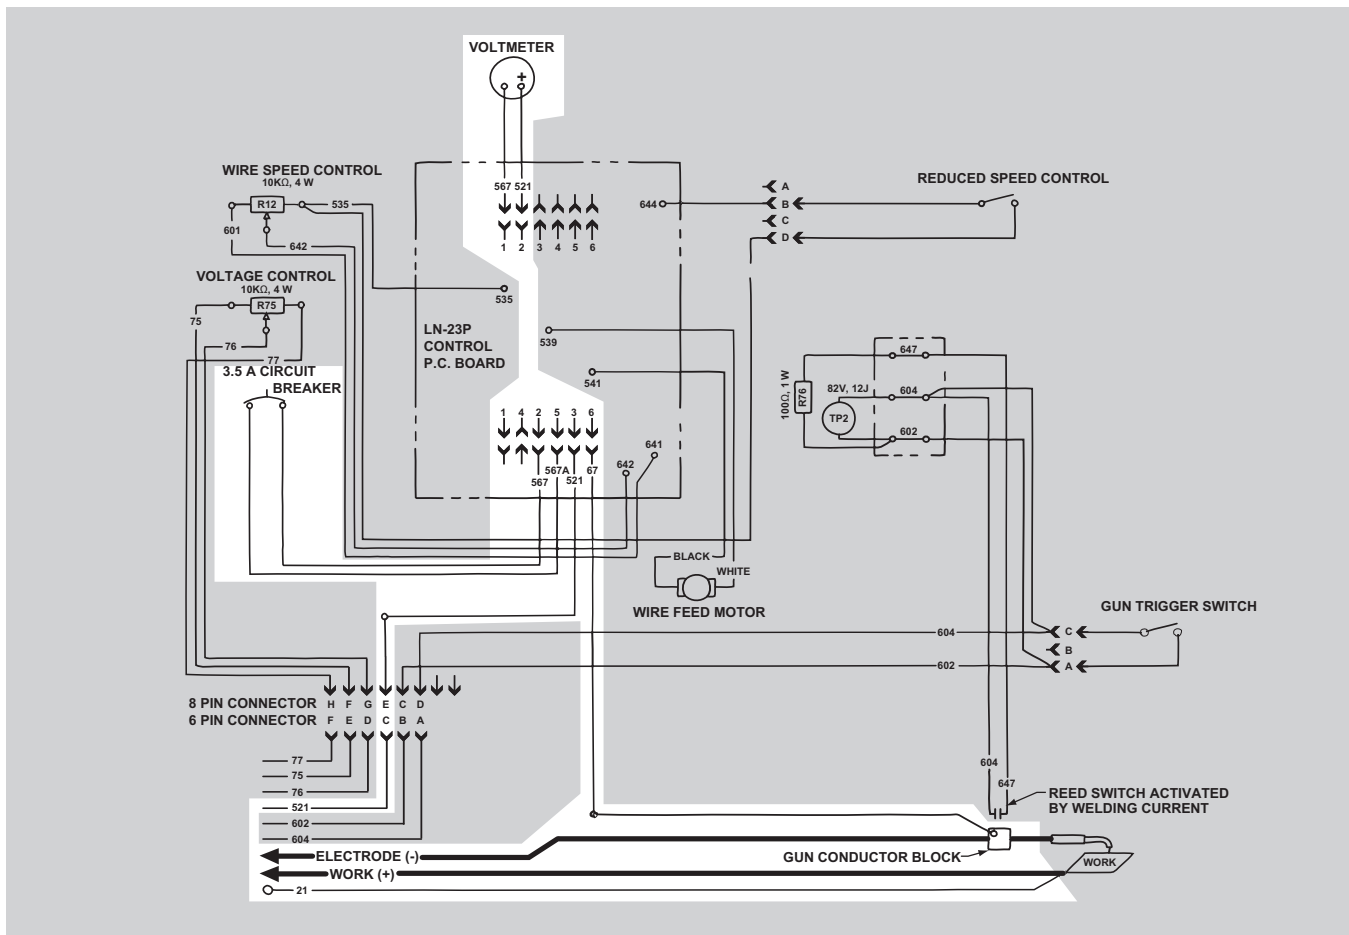 VOLTMETER
+
WIRE SPEED CONTROL
10KΩ, 4 W
R12
535
601
642
567 521
1 2 3 4 5 6
644
A
B
C
D
REDUCED SPEED CONTROL
VOLTAGE CONTROL
10KΩ, 4 W
R75
75
76
77
535
LN-23P
CONTROL
P.C. BOARD
539
541
3.5 A CIRCUIT
BREAKER
1 4 2 5 3 6
567A
567
521
67
642
641
647
100Ω, 1 W
R76
82V, 12J
TP2
604
602
BLACK
WHITE
WIRE FEED MOTOR
GUN TRIGGER SWITCH
604
C
B
602
A
8 PIN CONNECTOR H F G E C D
6 PIN CONNECTOR F E D C B A
77
75
76
521
602
604
604
647
REED SWITCH ACTIVATED
BY WELDING CURRENT
ELECTRODE (-)
GUN CONDUCTOR BLOCK
WORK
WORK (+)
21